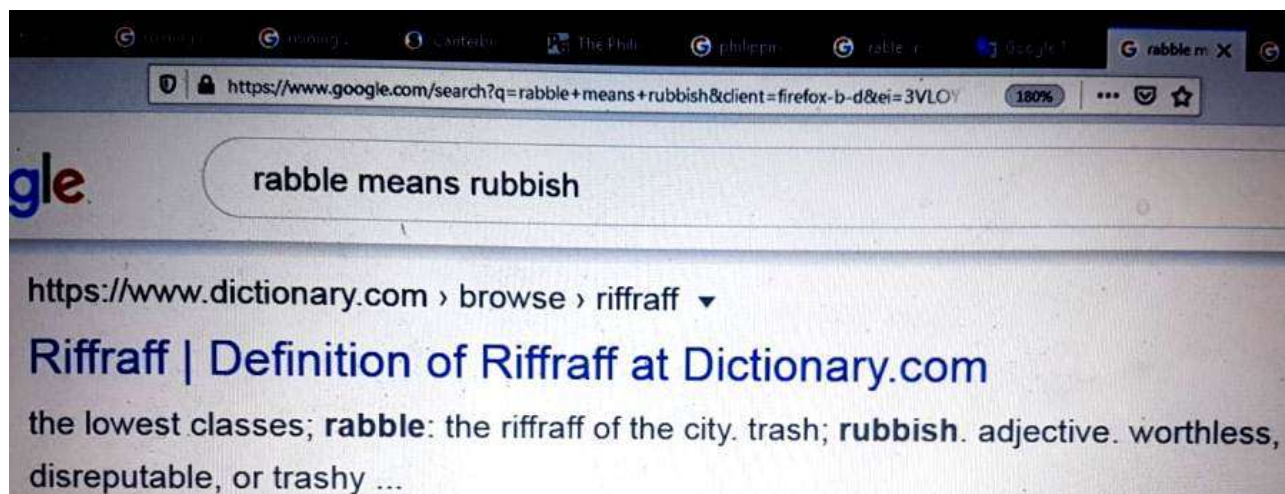 The Phili
rabble m
https://www.google.com/search?q=rabble+means+rubbish&client=firefox-b-d&ei=3VLOY
180%
gle
rabble means rubbish
https://www.dictionary.com › browse › riffraff
Riffraff | Definition of Riffraff at Dictionary.com
the lowest classes; rabble: the riffraff of the city. trash; rubbish. adjective. worthless,
disreputable, or trashy ...